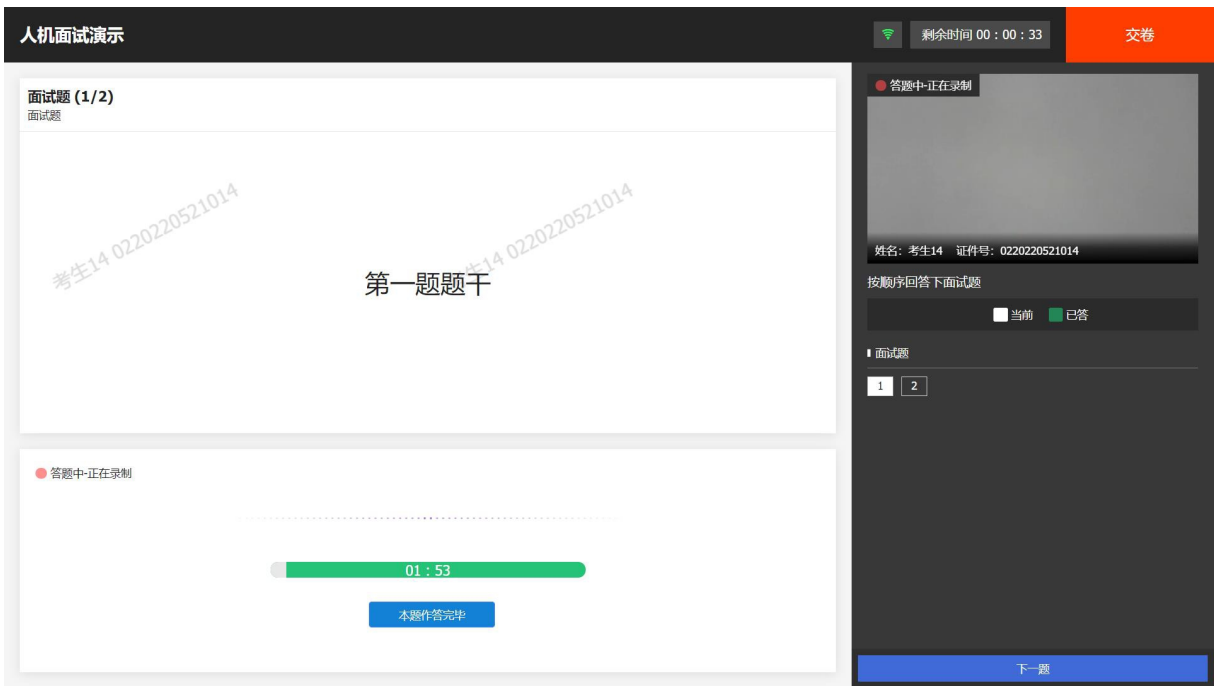 人机面试演示
剩余时间 00：00：33
交卷
面试题 (1/2)
面试题
考生14 0220220521014
考生14 0220220521014
第一题题干
答题中-正在录制
01：53
本题作答完毕
答题中-正在录制
姓名：考生14 证件号：0220220521014
按顺序回答下面试题
当前 已答
面试题
1 2
下一题